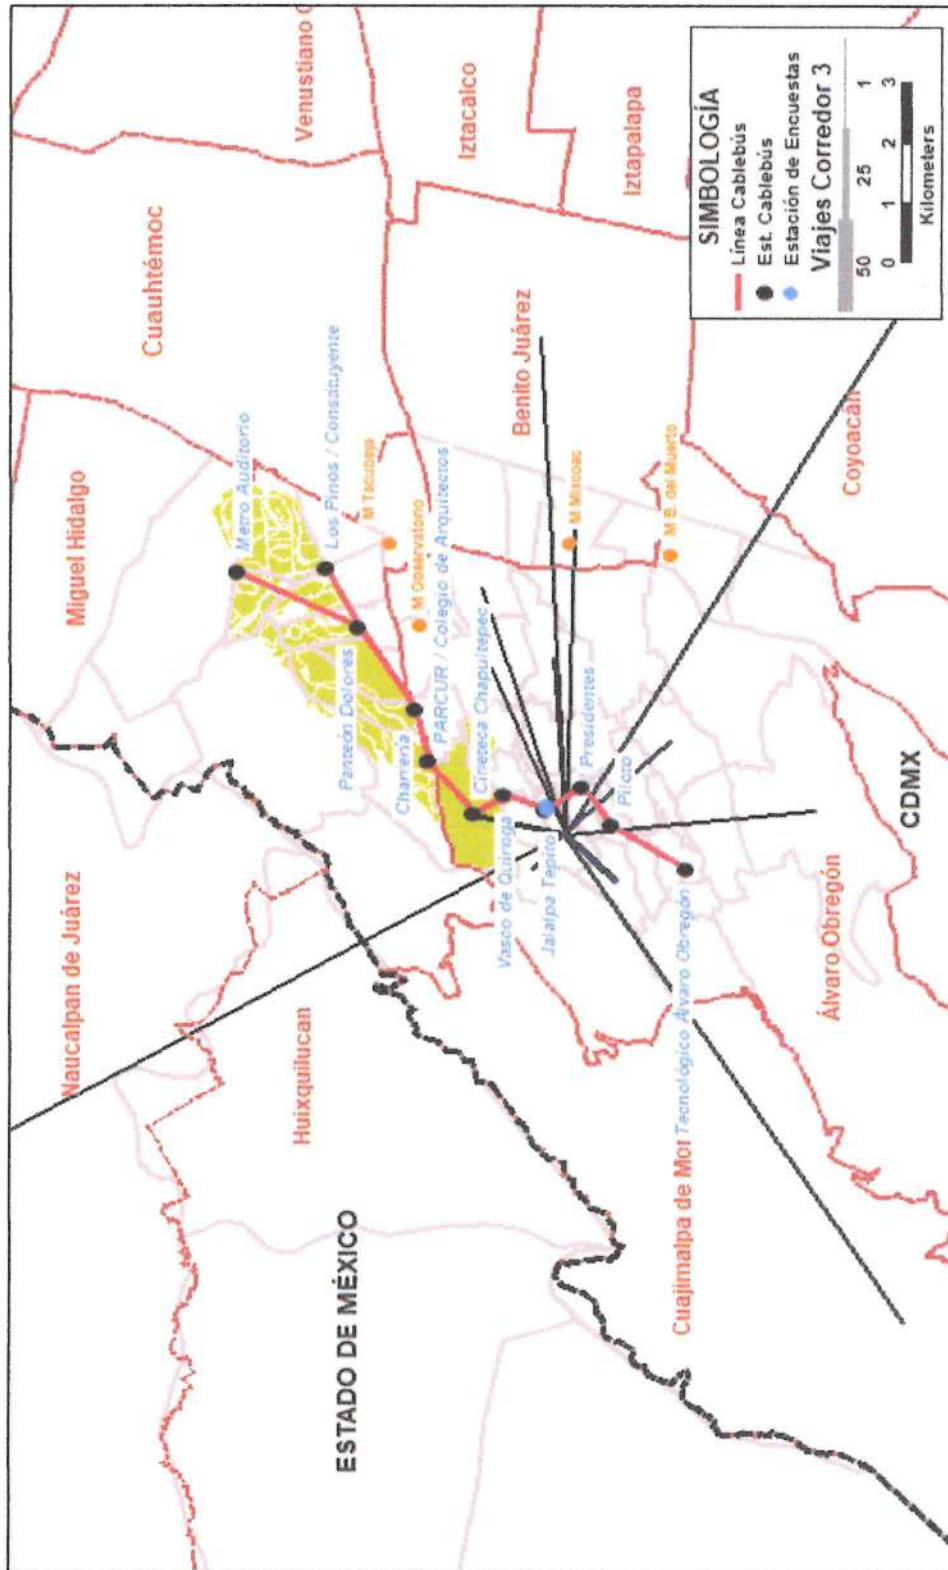 Naucalpan de Juárez
Miguel Hidalgo
Cuauhtémoc
Venustiano C
Huixquilucan
ESTADO DE MÉXICO
Metro Auditorio
Los Pinos / Constituyente
M Tacubaya
M Observatorio
Panteón Dolores
PARCUR / Colegio de Arquitectos
Charrería
Cineteca Chapultepec
Vasco de Quiroga
Jalalpa Tepito
Presidentes
Piloto
Tecnológico Álvaro Obregón
Cuajimalpa de Mor
Iztacalco
Iztapalapa
Benito Juárez
M Mixcoac
M B. del Muerto
Coyoacán
Álvaro Obregón
CDMX
SIMBOLOGÍA
Línea Cablebús
Est. Cablebús
Estación de Encuestas
Viajes Corredor 3
50 25 1
0 1 2 3
Kilometers